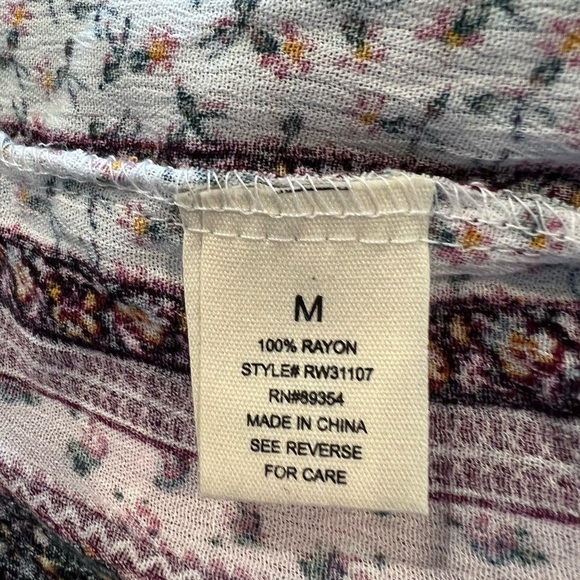 M
100% RAYON
STYLE# RW31107
RN#89354
MADE IN CHINA
SEE REVERSE
FOR CARE